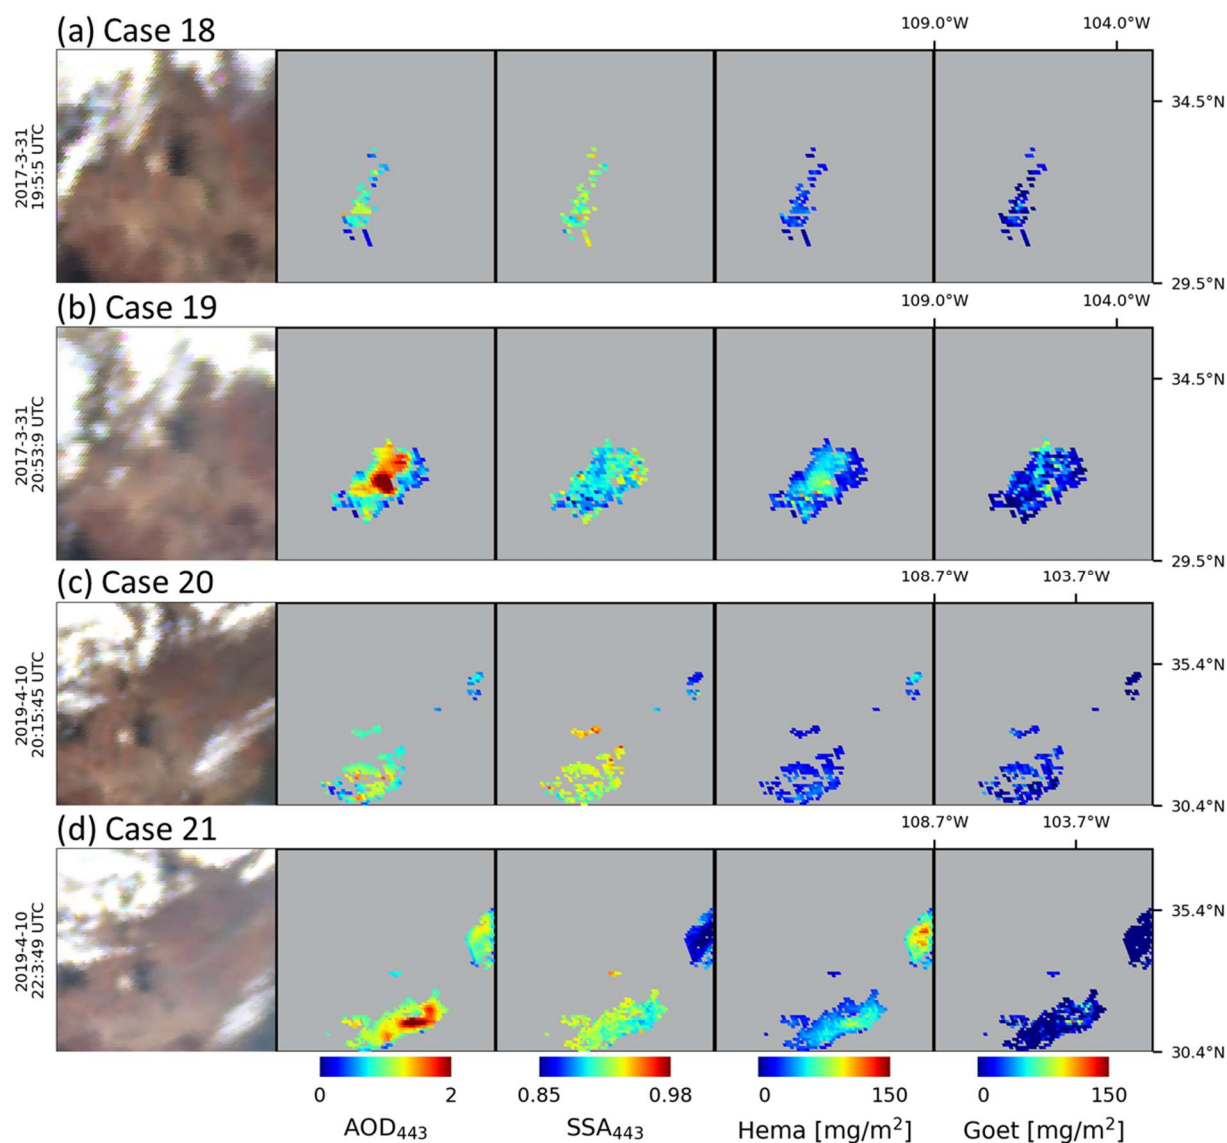 (a) Case 18
109.0°W 104.0°W
2017-3-31
19:5:5 UTC
34.5°N
29.5°N
(b) Case 19
109.0°W 104.0°W
2017-3-31
20:53:9 UTC
34.5°N
29.5°N
(c) Case 20
108.7°W 103.7°W
2019-4-10
20:15:45 UTC
35.4°N
30.4°N
(d) Case 21
108.7°W 103.7°W
2019-4-10
22:3:49 UTC
35.4°N
30.4°N
0 2 0.85 0.98 0 150 0 150
AOD₄₄₃ SSA₄₄₃ Hema [mg/m²] Goet [mg/m²]